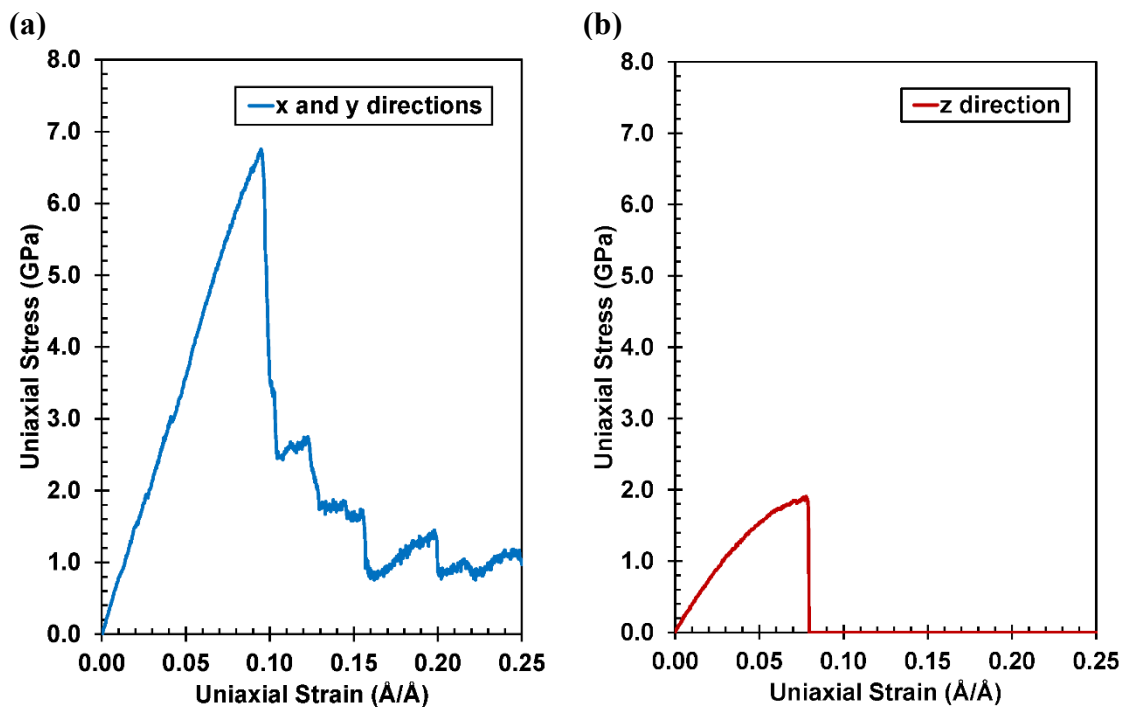 (a)
8.0
7.0
6.0
5.0
4.0
3.0
2.0
1.0
0.0
Uniaxial Stress (GPa)
x and y directions
0.00 0.05 0.10 0.15 0.20 0.25
Uniaxial Strain (Å/Å)
(b)
8.0
7.0
6.0
5.0
4.0
3.0
2.0
1.0
0.0
Uniaxial Stress (GPa)
z direction
0.00 0.05 0.10 0.15 0.20 0.25
Uniaxial Strain (Å/Å)